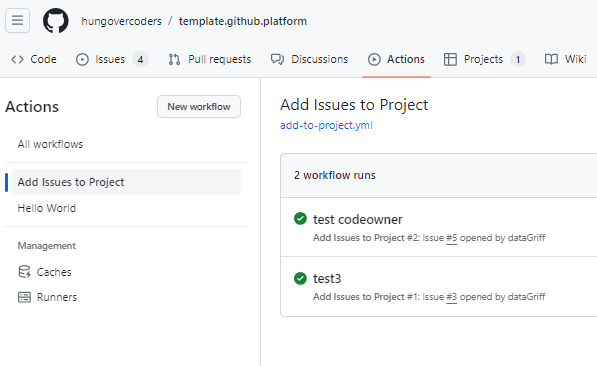 hungovercoders / template.github.platform
Code Issues 4 Pull requests Discussions Actions Projects 1 Wiki
Actions
New workflow
All workflows
Add Issues to Project
Hello World
Management
Caches
Runners
Add Issues to Project
add-to-project.yml
2 workflow runs
test codeowner
Add Issues to Project #2: Issue #5 opened by dataGriff
test3
Add Issues to Project #1: Issue #3 opened by dataGriff